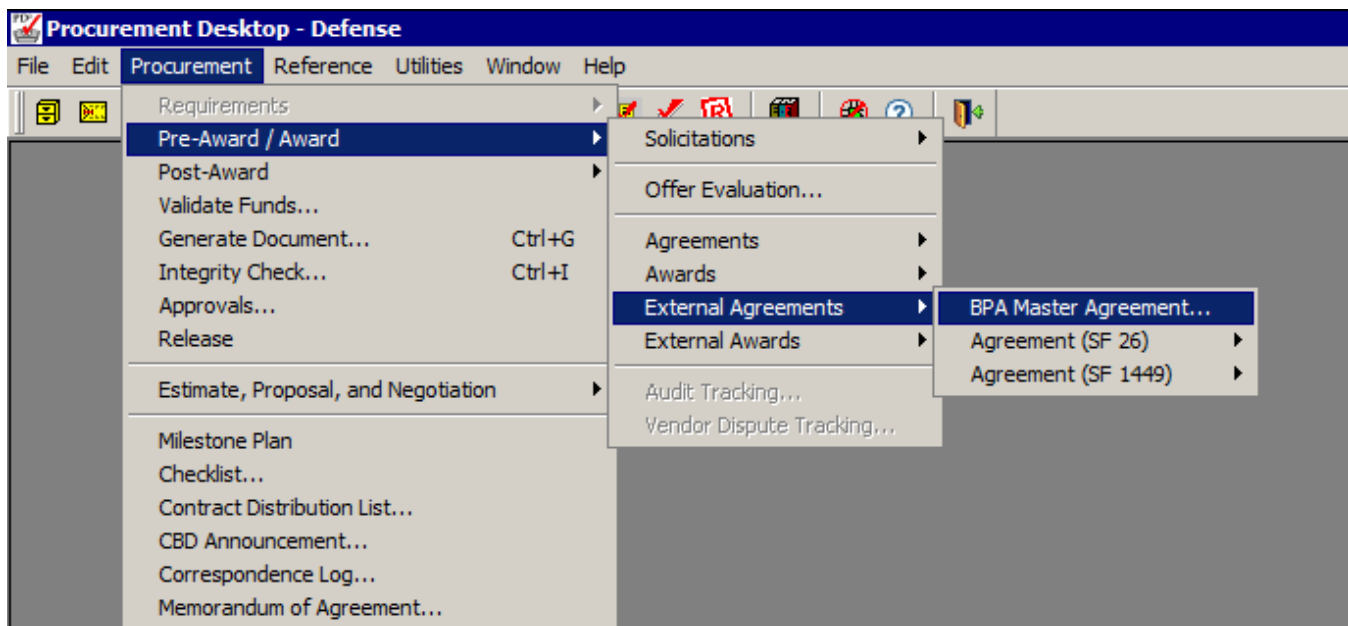 Procurement Desktop - Defense
File Edit Procurement Reference Utilities Window Help
Requirements
Pre-Award / Award
Post-Award
Validate Funds...
Generate Document... Ctrl+G
Integrity Check... Ctrl+I
Approvals...
Release
Estimate, Proposal, and Negotiation
Milestone Plan
Checklist...
Contract Distribution List...
CBD Announcement...
Correspondence Log...
Memorandum of Agreement...
Solicitations
Offer Evaluation...
Agreements
Awards
External Agreements
External Awards
Audit Tracking...
Vendor Dispute Tracking...
BPA Master Agreement...
Agreement (SF 26)
Agreement (SF 1449)